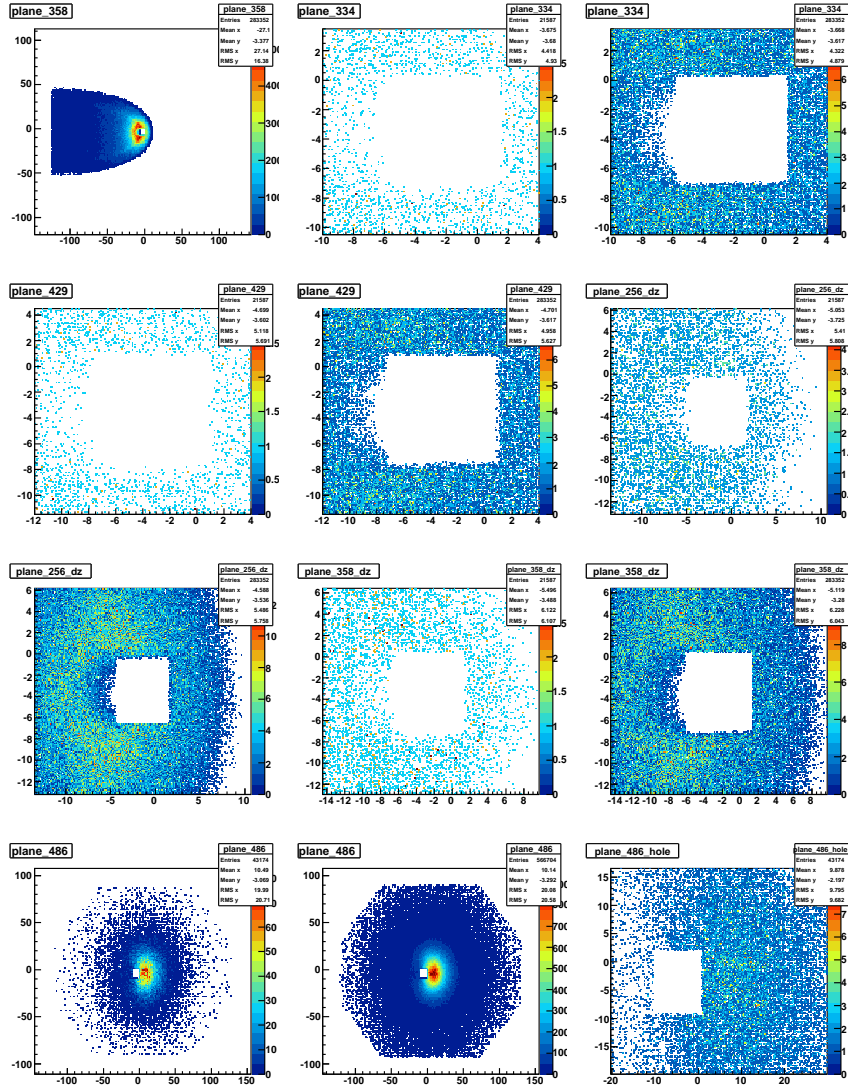 plane_358
plane_358
Entries 283352
Mean x -27.1
Mean y -3.377
RMS x 27.14
RMS y 16.38
plane_334
plane_334
Entries 21587
Mean x -3.675
Mean y -3.68
RMS x 4.418
RMS y 4.93
plane_334
plane_334
Entries 283352
Mean x -3.668
Mean y -3.617
RMS x 4.322
RMS y 4.879
plane_429
plane_429
Entries 21587
Mean x -4.699
Mean y -3.602
RMS x 5.118
RMS y 5.691
plane_429
plane_429
Entries 283352
Mean x -4.701
Mean y -3.617
RMS x 4.958
RMS y 5.627
plane_256_dz
plane_256_dz
Entries 21587
Mean x -5.053
Mean y -3.725
RMS x 5.41
RMS y 5.808
plane_256_dz
plane_256_dz
Entries 283352
Mean x -4.588
Mean y -3.536
RMS x 5.486
RMS y 5.758
plane_358_dz
plane_358_dz
Entries 21587
Mean x -5.496
Mean y -3.488
RMS x 6.122
RMS y 6.107
plane_358_dz
plane_358_dz
Entries 283352
Mean x -5.119
Mean y -3.28
RMS x 6.228
RMS y 6.043
plane_486
plane_486
Entries 43174
Mean x 10.49
Mean y -3.069
RMS x 19.99
RMS y 20.71
plane_486
plane_486
Entries 566704
Mean x 10.14
Mean y -3.292
RMS x 20.08
RMS y 20.58
plane_486_hole
plane_486_hole
Entries 43174
Mean x 9.878
Mean y -2.197
RMS x 9.795
RMS y 9.682